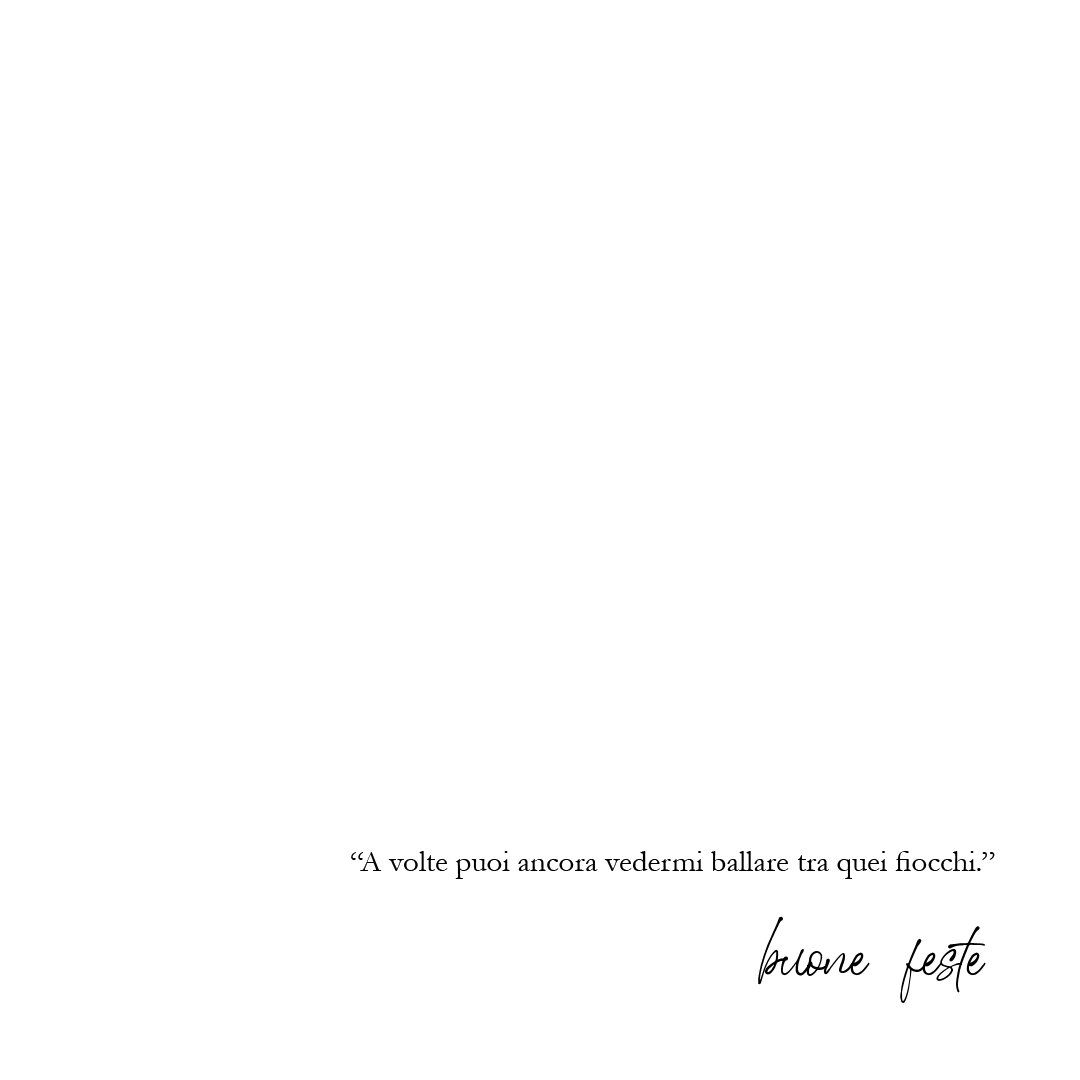 “A volte puoi ancora vedermi ballare tra quei fiocchi.”
buone feste